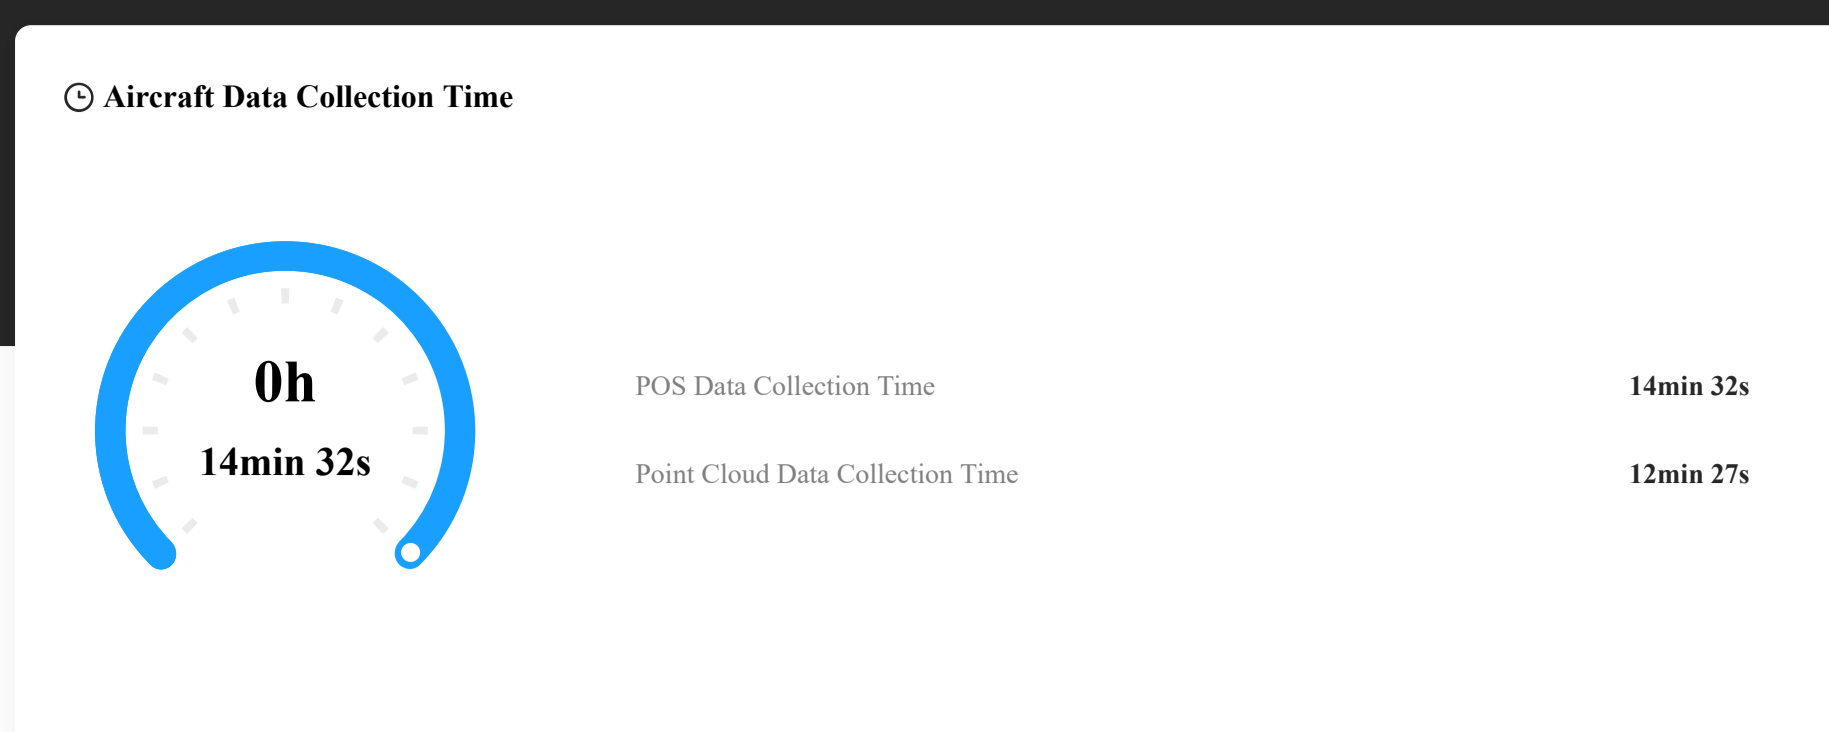 Aircraft Data Collection Time
0h
14min 32s
POS Data Collection Time 14min 32s
Point Cloud Data Collection Time 12min 27s